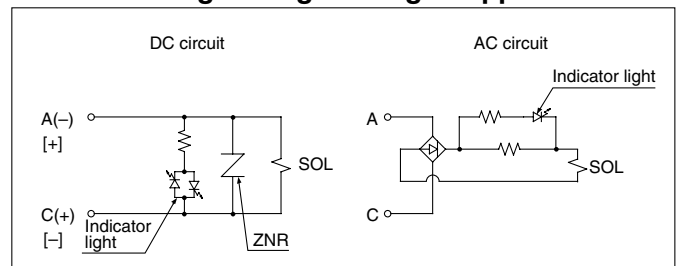 DC circuit
A(–)
[+]
C(+)
[–]
Indicator
light
ZNR
SOL
AC circuit
Indicator light
A
C
SOL